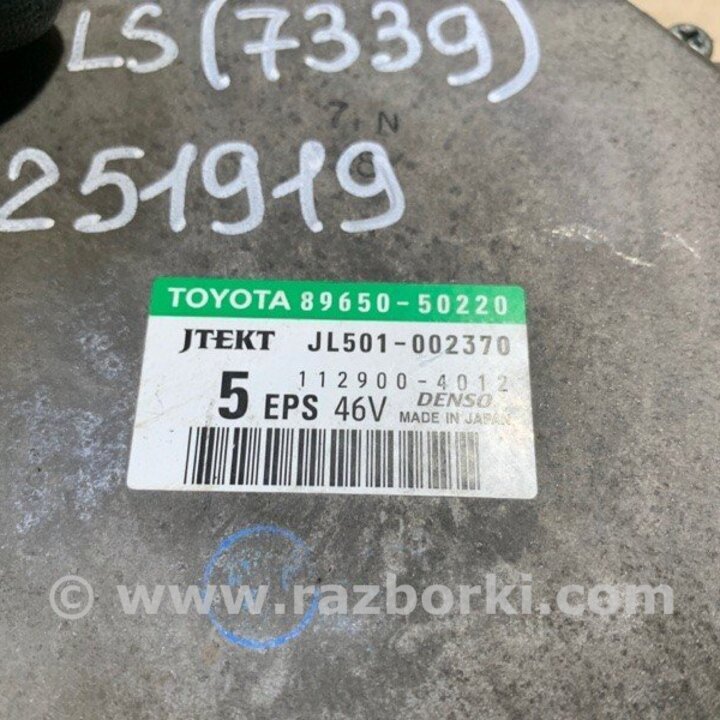 LS (7339)
7.N
251919
TOYOTA 89650-50220
JTEKT JL501-002370
112900-4012
5 EPS 46V DENSO
MADE IN JAPAN
© www.razborki.com